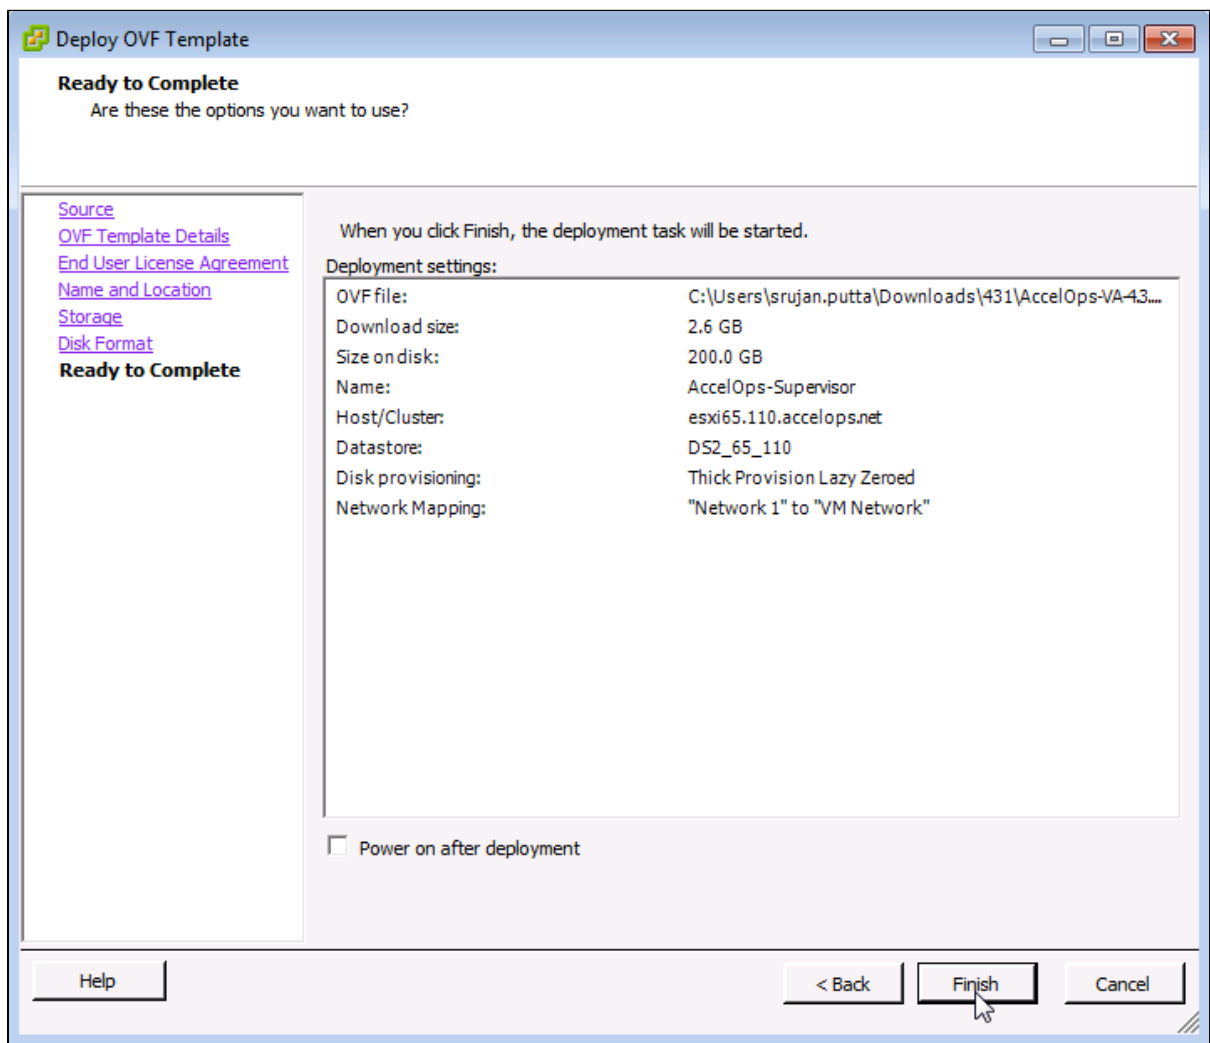 Deploy OVF Template
Ready to Complete
Are these the options you want to use?
Source
OVF Template Details
End User License Agreement
Name and Location
Storage
Disk Format
Ready to Complete
When you click Finish, the deployment task will be started.
Deployment settings:
OVF file: C:\Users\srujan.putta\Downloads\431\AccelOps-VA-4.3....
Download size: 2.6 GB
Size on disk: 200.0 GB
Name: AccelOps-Supervisor
Host/Cluster: esxi65.110.accelops.net
Datastore: DS2_65_110
Disk provisioning: Thick Provision Lazy Zeroed
Network Mapping: "Network 1" to "VM Network"
Power on after deployment
Help
< Back
Finish
Cancel